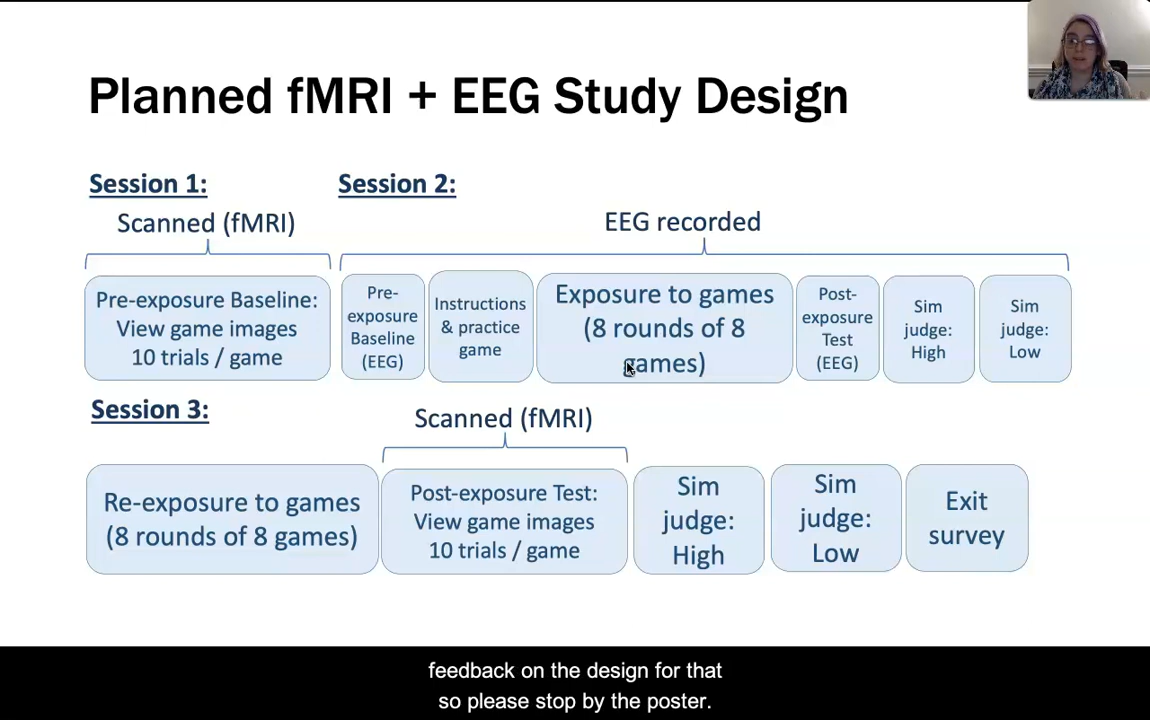 Planned fMRI + EEG Study Design
Session 1:
Session 2:
Scanned (fMRI)
EEG recorded
Pre-exposure Baseline:
View game images
10 trials / game
Pre-
exposure
Baseline
(EEG)
Instructions
& practice
game
Exposure to games
(8 rounds of 8
games)
Post-
exposure
Test
(EEG)
Sim
judge:
High
Sim
judge:
Low
Session 3:
Scanned (fMRI)
Re-exposure to games
(8 rounds of 8 games)
Post-exposure Test:
View game images
10 trials / game
Sim
judge:
High
Sim
judge:
Low
Exit
survey
feedback on the design for that
so please stop by the poster.